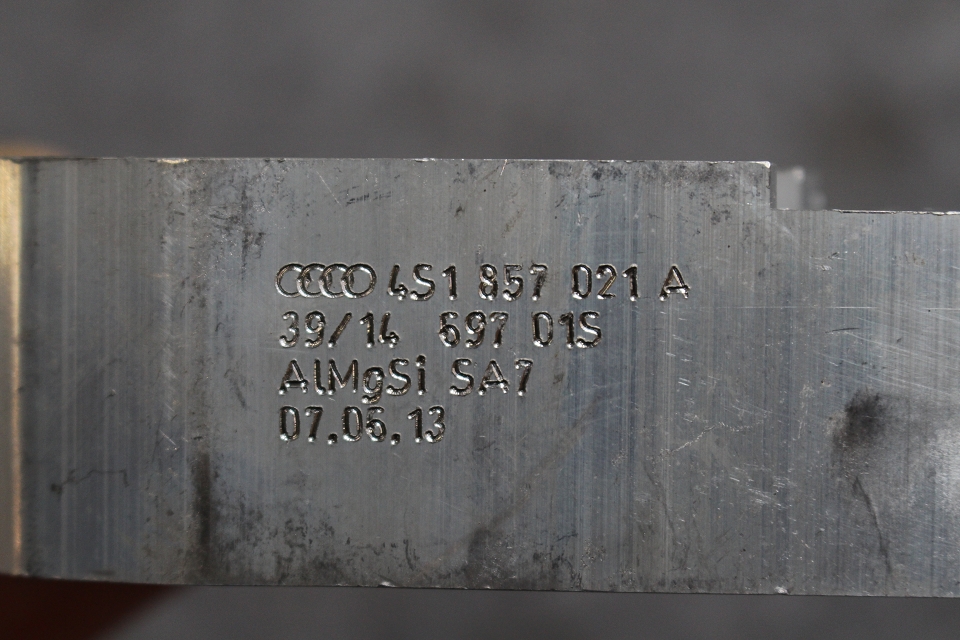 4S1 857 021 A
39/14 697 01S
AlMgSi SA7
07.06.13